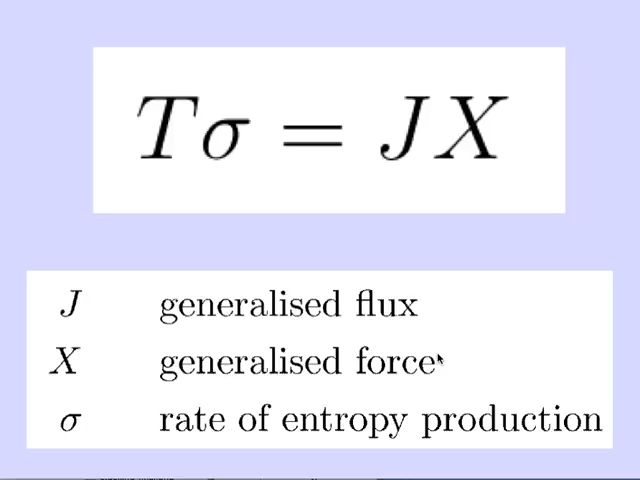 Tσ = JX
J generalised flux
X generalised force
σ rate of entropy production